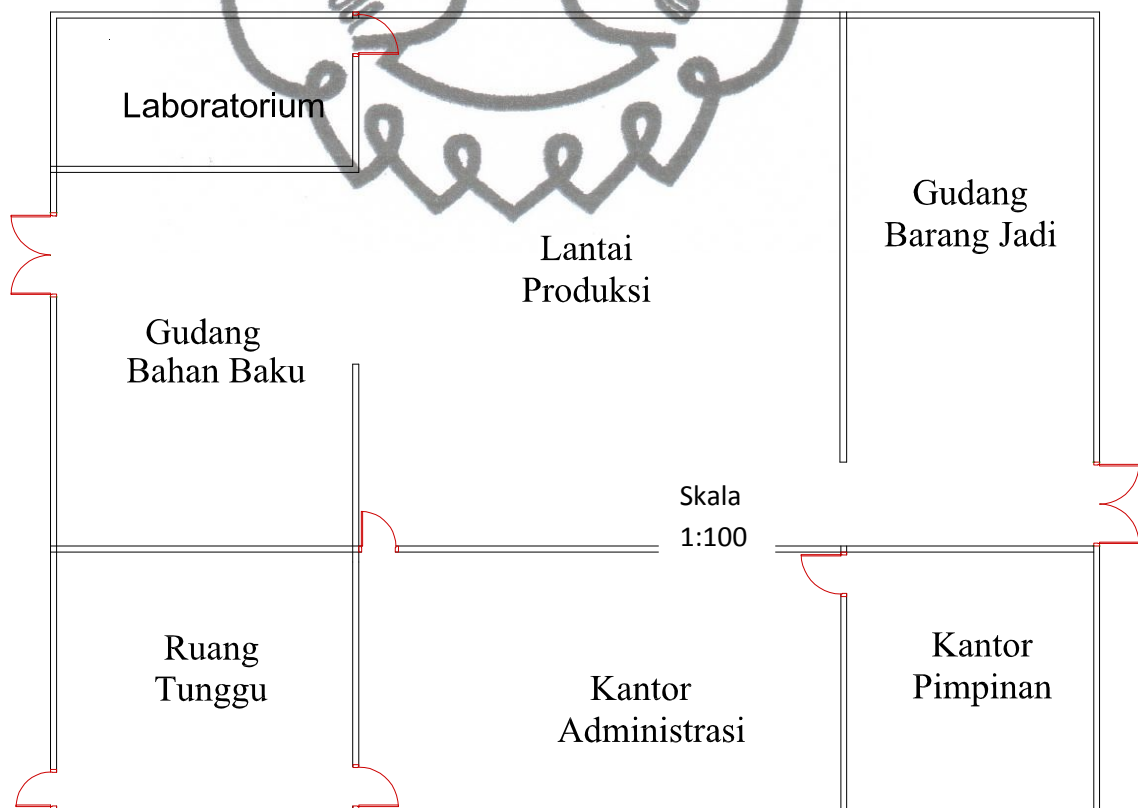 Laboratorium
Gudang
Barang Jadi
Lantai
Produksi
Gudang
Bahan Baku
Skala
1:100
Ruang
Tunggu
Kantor
Administrasi
Kantor
Pimpinan